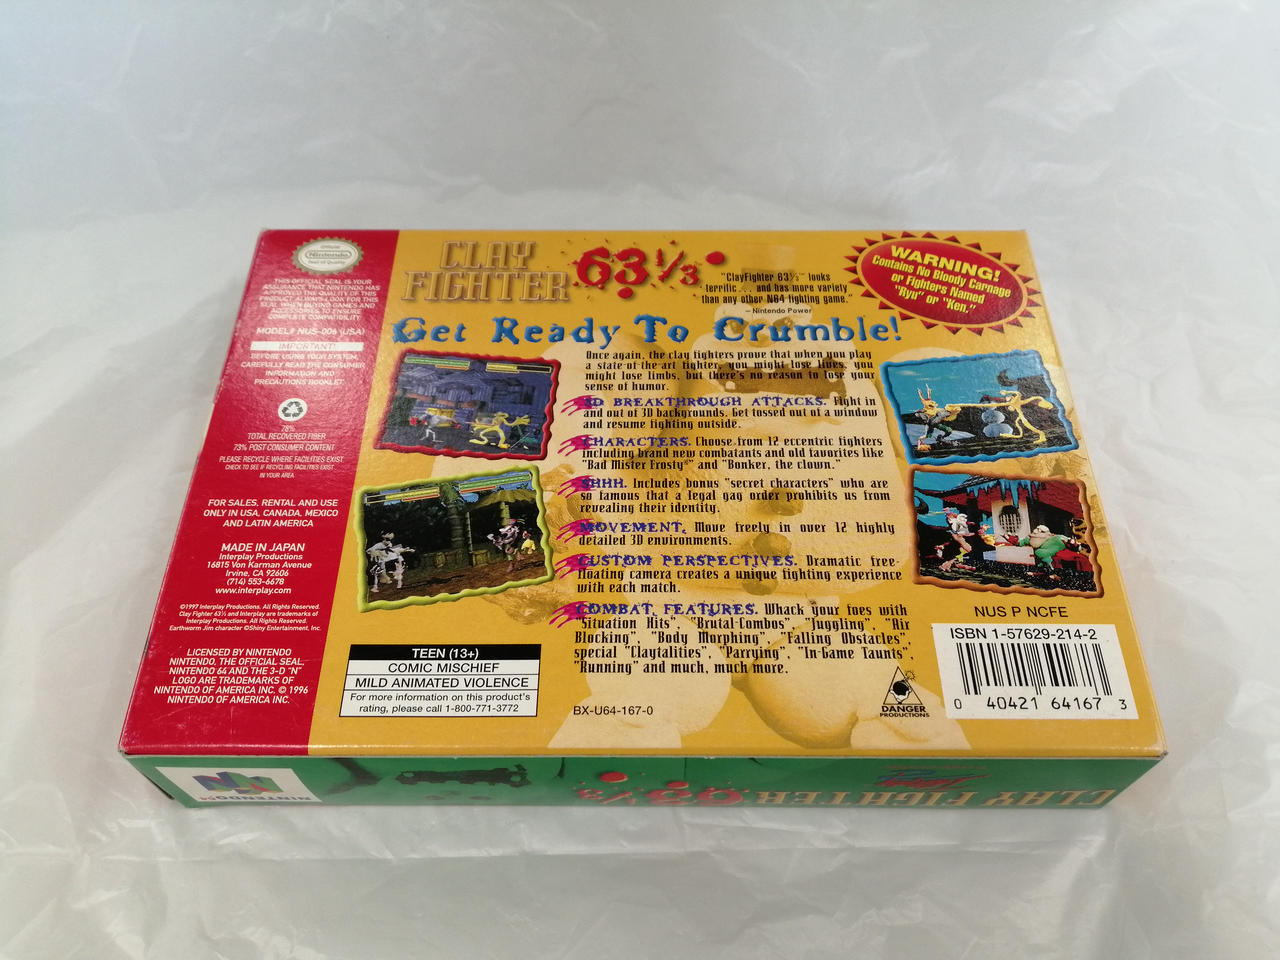 Official
Nintendo
Seal of Quality
THIS OFFICIAL SEAL IS YOUR
ASSURANCE THAT NINTENDO HAS
APPROVED THE QUALITY OF THIS
PRODUCT. ALWAYS LOOK FOR THIS
SEAL WHEN BUYING GAMES AND
ACCESSORIES TO ENSURE
COMPLETE COMPATIBILITY.
MODEL# NUS-006 (USA)
IMPORTANT!
BEFORE USING YOUR SYSTEM,
CAREFULLY READ THE CONSUMER
INFORMATION AND
PRECAUTIONS BOOKLET.
78%
TOTAL RECOVERED FIBER
73% POST CONSUMER CONTENT
PLEASE RECYCLE WHERE FACILITIES EXIST
CHECK TO SEE IF RECYCLING FACILITIES EXIST
IN YOUR AREA.
FOR SALES, RENTAL AND USE
ONLY IN USA, CANADA, MEXICO
AND LATIN AMERICA
MADE IN JAPAN
Interplay Productions
16815 Von Karman Avenue
Irvine, CA 92606
(714) 553-6678
www.interplay.com
©1997 Interplay Productions. All Rights Reserved.
Clay Fighter 63⅓ and Interplay are trademarks of
Interplay Productions. All Rights Reserved.
Earthworm Jim character ©Shiny Entertainment, Inc.
LICENSED BY NINTENDO
NINTENDO, THE OFFICIAL SEAL,
NINTENDO 64 AND THE 3-D "N"
LOGO ARE TRADEMARKS OF
NINTENDO OF AMERICA INC. © 1996
NINTENDO OF AMERICA INC.
CLAY
FIGHTER 63 1/3
"ClayFighter 63⅓" looks
terrific . . . and has more variety
than any other N64 fighting game."
– Nintendo Power
WARNING!
Contains No Bloody Carnage
or Fighters Named
"Ryu" or "Ken."
Get Ready To Crumble!
Once again, the clay fighters prove that when you play
a state-of-the art fighter, you might lose lives, you
might lose limbs, but there's no reason to lose your
sense of humor.
3D BREAKTHROUGH ATTACKS. Fight in
and out of 3D backgrounds. Get tossed out of a window
and resume fighting outside.
CHARACTERS. Choose from 12 eccentric fighters
including brand new combatants and old favorites like
"Bad Mister Frosty®" and "Bonker, the clown."
SHHH. Includes bonus "secret characters" who are
so famous that a legal gag order prohibits us from
revealing their identity.
MOVEMENT. Move freely in over 12 highly
detailed 3D environments.
CUSTOM PERSPECTIVES. Dramatic free-
floating camera creates a unique fighting experience
with each match.
COMBAT FEATURES. Whack your foes with
"Situation Hits", "Brutal-Combos", "Juggling", "Air
Blocking", "Body Morphing", "Falling Obstacles",
special "Claytalities", "Parrying", "In-Game Taunts",
"Running" and much, much more.
TEEN (13+)
COMIC MISCHIEF
MILD ANIMATED VIOLENCE
For more information on this product's
rating, please call 1-800-771-3772
BX-U64-167-0
DANGER
PRODUCTIONS
NUS P NCFE
ISBN 1-57629-214-2
0 40421 64167 3
NINTENDO 64
CLAY FIGHTER 63 1/3